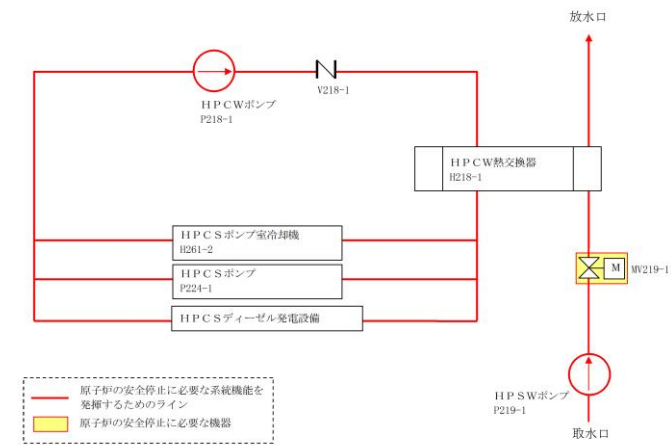 放水口
HPCWポンプ
P218-1
V218-1
HPCW熱交換器
H218-1
HPCSポンプ室冷却機
H261-2
HPCSポンプ
P224-1
HPCSディーゼル発電設備
M
MV219-1
HPSWポンプ
P219-1
取水口
原子炉の安全停止に必要な系統機能を
発揮するためのライン
原子炉の安全停止に必要な機器